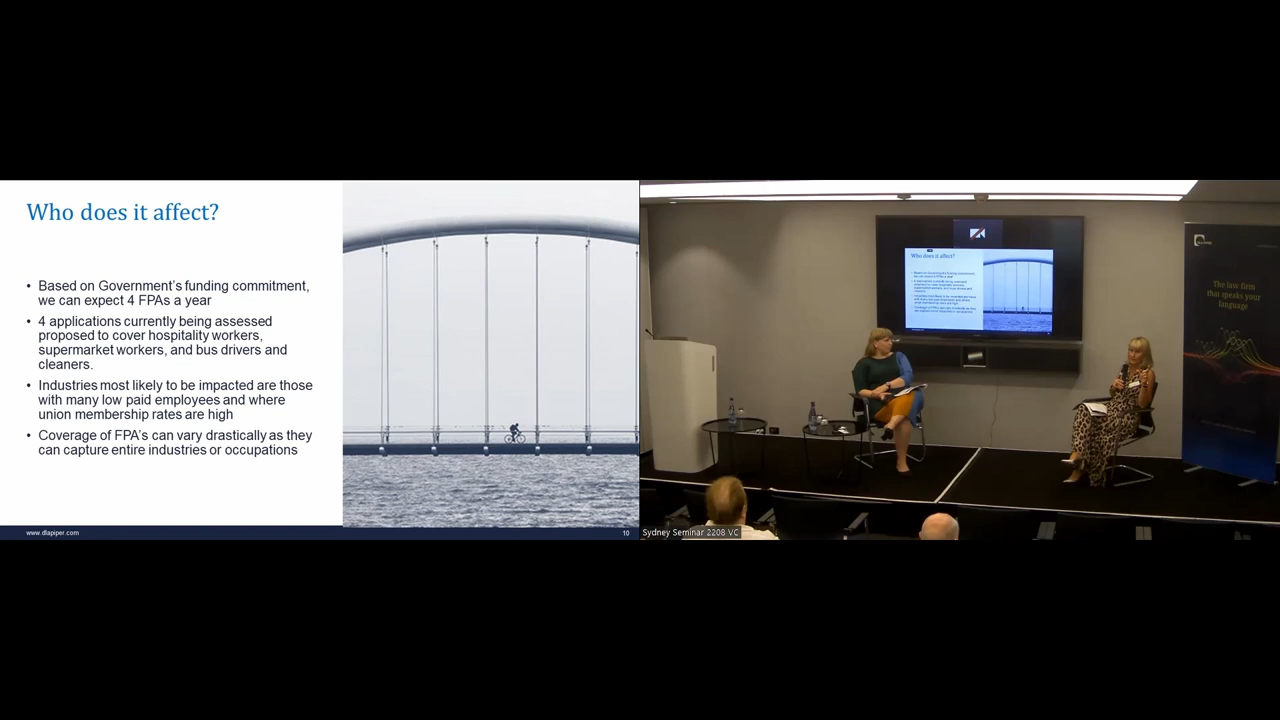 Who does it affect?
• Based on Government's funding commitment,
we can expect 4 FPAs a year
• 4 applications currently being assessed
proposed to cover hospitality workers,
supermarket workers, and bus drivers and
cleaners.
• Industries most likely to be impacted are those
with many low paid employees and where
union membership rates are high
• Coverage of FPA's can vary drastically as they
can capture entire industries or occupations
www.dlapiper.com
10
Who does it affect?
The law firm
that speaks your
language
Sydney Seminar 2208 VC